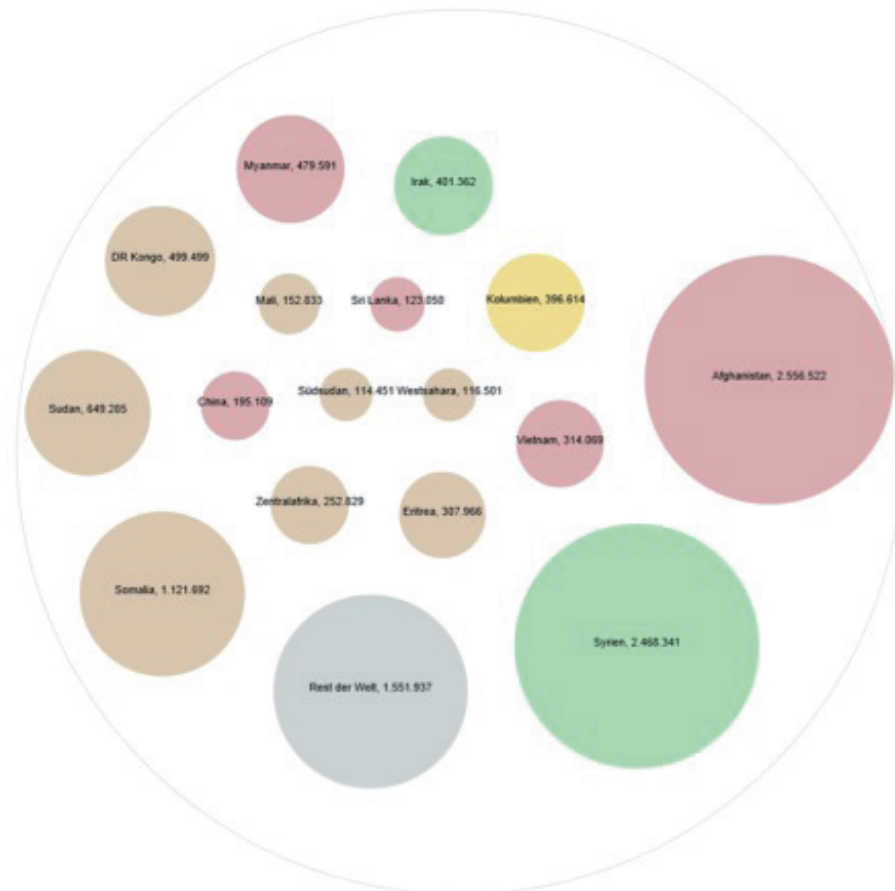 Myanmar, 479.591
Irak, 401.362
DR Kongo, 499.499
Mali, 152.833
Sri Lanka, 123.050
Kolumbien, 396.614
Afghanistan, 2.556.522
Sudan, 649.285
China, 195.109
Südsudan, 114.451
Westsahara, 116.501
Vietnam, 314.069
Zentralafrika, 252.829
Eritrea, 307.966
Somalia, 1.121.692
Syrien, 2.468.341
Rest der Welt, 1.551.937